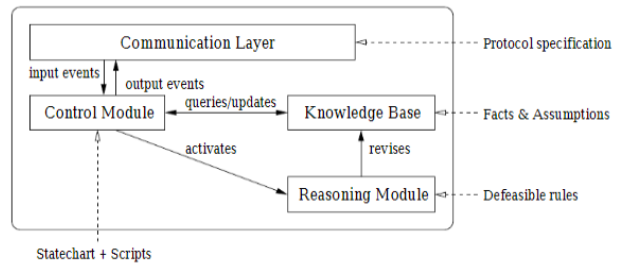 Communication Layer
Protocol specification
input events
output events
queries/updates
Control Module
Knowledge Base
Facts & Assumptions
activates
revises
Reasoning Module
Defeasible rules
Statechart + Scripts